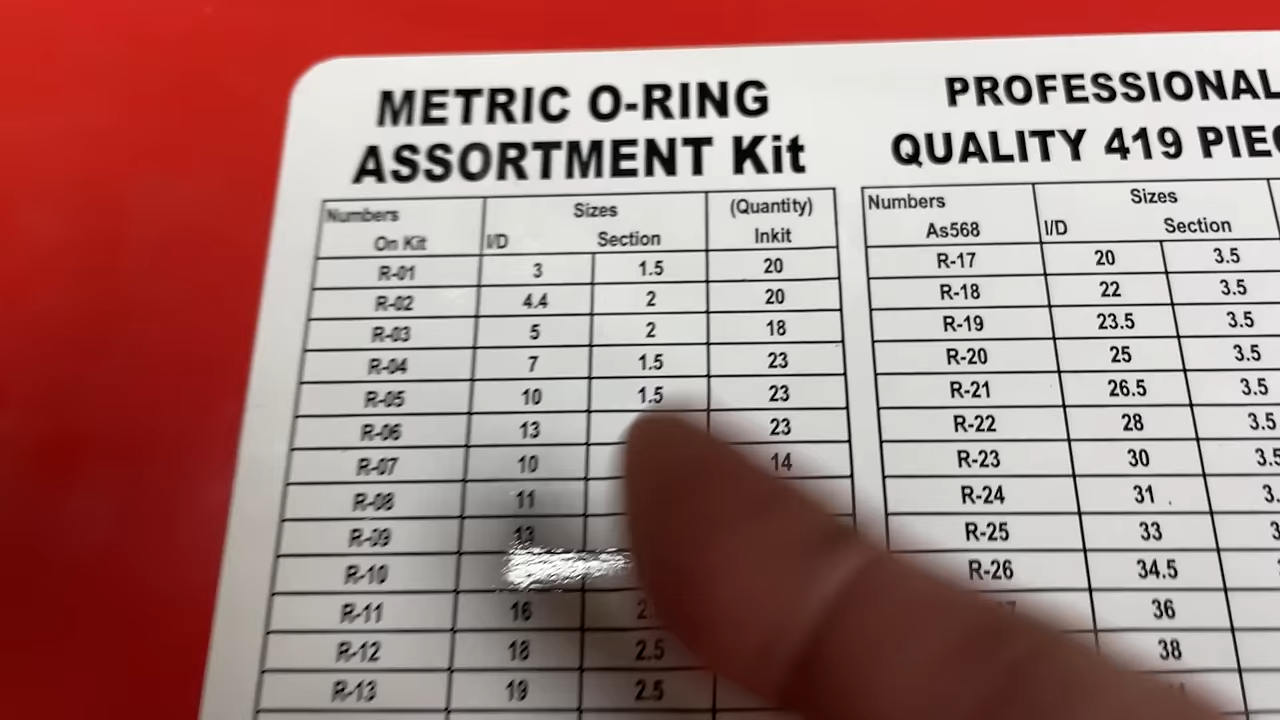 METRIC O-RING
ASSORTMENT Kit
Numbers Sizes (Quantity)
On Kit I/D Section Inkit
R-01 3 1.5 20
R-02 4.4 2 20
R-03 5 2 18
R-04 7 1.5 23
R-05 10 1.5 23
R-06 13 23
R-07 10 14
R-08 11
R-09 13
R-10
R-11 16
R-12 18 2.5
R-13 19 2.5
PROFESSIONAL
QUALITY 419
Numbers Sizes
As568 I/D Section
R-17 20 3.5
R-18 22 3.5
R-19 23.5 3.5
R-20 25 3.5
R-21 26.5 3.5
R-22 28 3.5
R-23 30 3.5
R-24 31
R-25 33
R-26 34.5
36
38